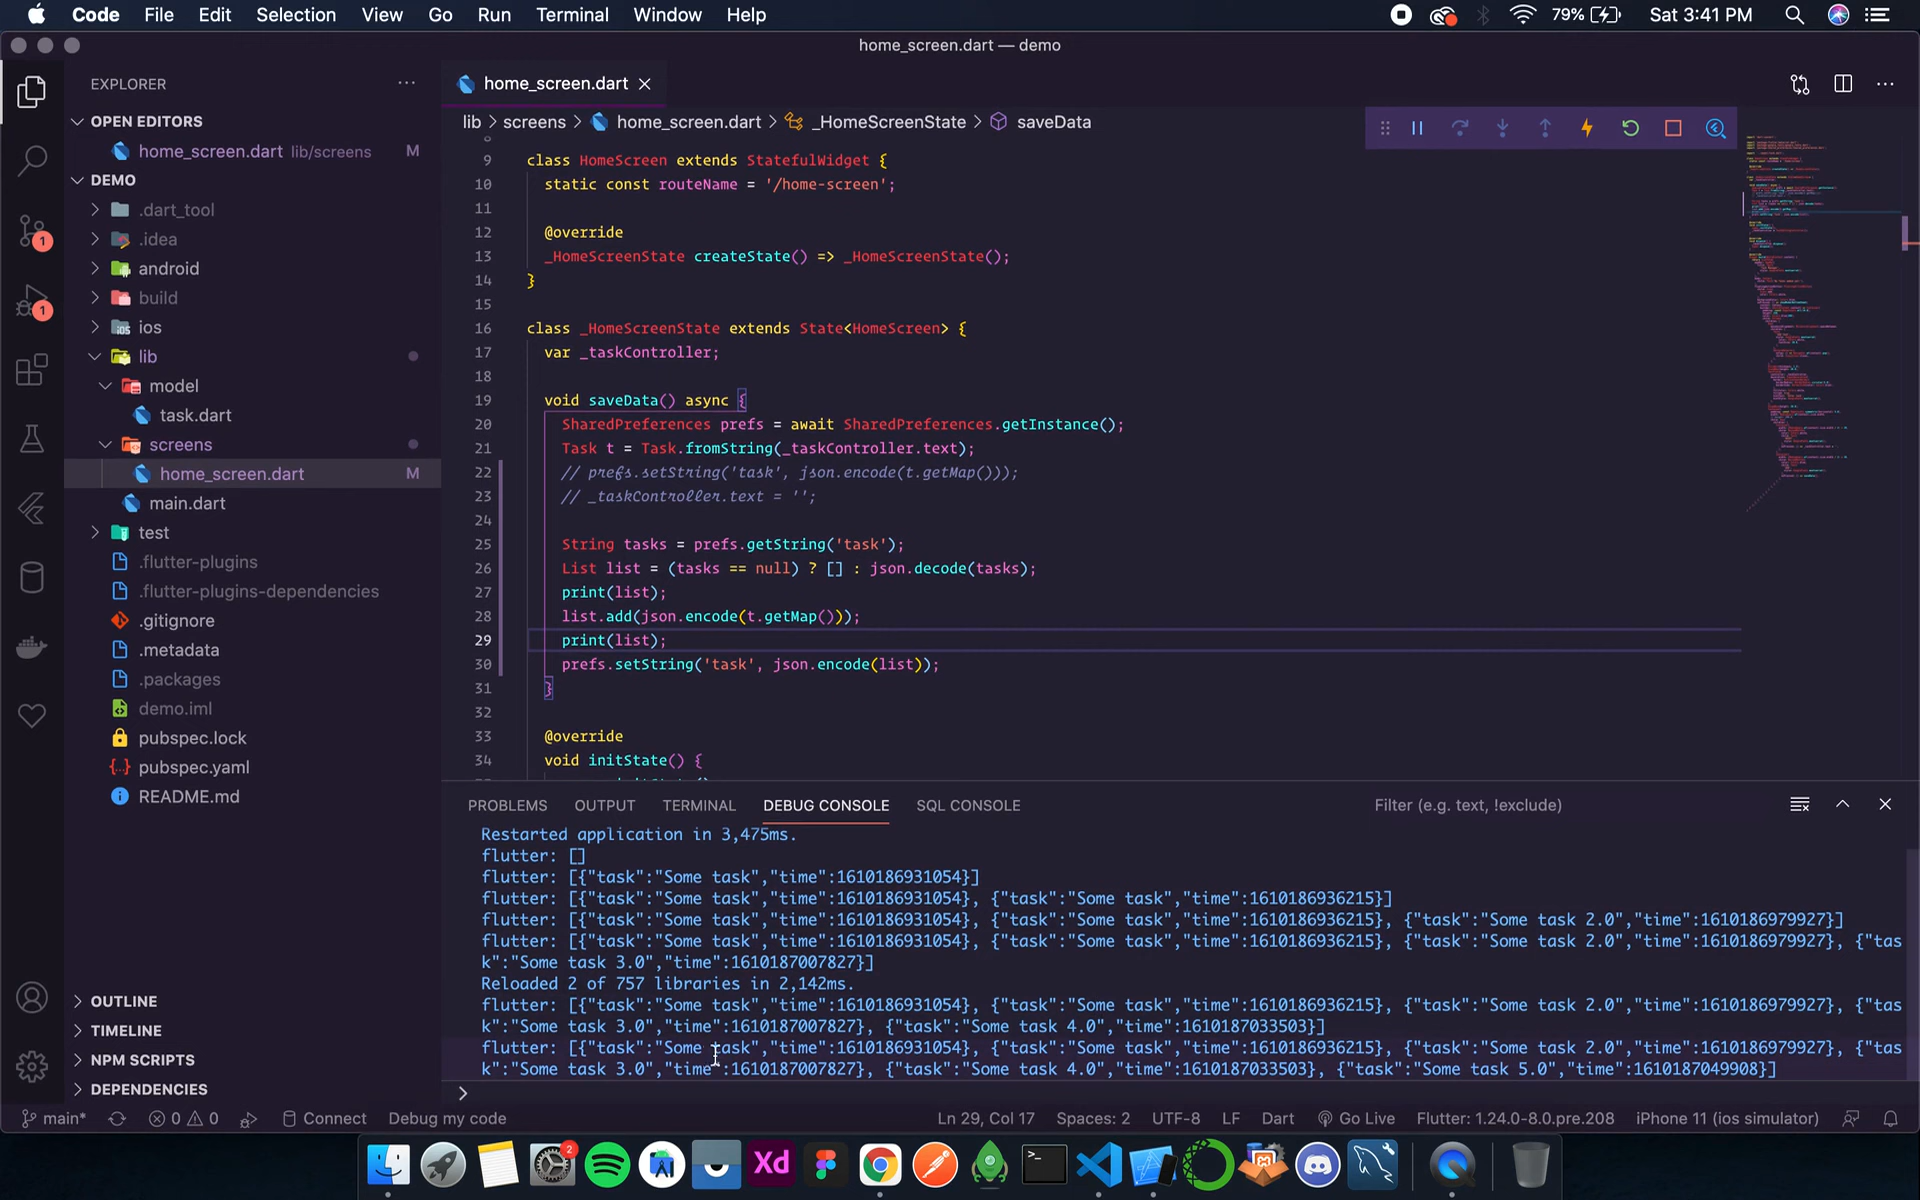 Code File Edit Selection View Go Run Terminal Window Help 79% Sat 3:41 PM
home_screen.dart — demo
EXPLORER
OPEN EDITORS
home_screen.dart lib/screens M
DEMO
.dart_tool
.idea
android
build
ios
lib
model
task.dart
screens
home_screen.dart M
main.dart
test
.flutter-plugins
.flutter-plugins-dependencies
.gitignore
.metadata
.packages
demo.iml
pubspec.lock
pubspec.yaml
README.md
OUTLINE
TIMELINE
NPM SCRIPTS
DEPENDENCIES
1
1
home_screen.dart
lib > screens > home_screen.dart > _HomeScreenState > saveData
8
9 class HomeScreen extends StatefulWidget {
10 static const routeName = '/home-screen';
11
12 @override
13 _HomeScreenState createState() => _HomeScreenState();
14 }
15
16 class _HomeScreenState extends State<HomeScreen> {
17 var _taskController;
18
19 void saveData() async {
20 SharedPreferences prefs = await SharedPreferences.getInstance();
21 Task t = Task.fromString(_taskController.text);
22 // prefs.setString('task', json.encode(t.getMap()));
23 // _taskController.text = '';
24
25 String tasks = prefs.getString('task');
26 List list = (tasks == null) ? [] : json.decode(tasks);
27 print(list);
28 list.add(json.encode(t.getMap()));
29 print(list);
30 prefs.setString('task', json.encode(list));
31 }
32
33 @override
34 void initState() {
PROBLEMS OUTPUT TERMINAL DEBUG CONSOLE SQL CONSOLE Filter (e.g. text, !exclude)
Restarted application in 3,475ms.
flutter: []
flutter: [{"task":"Some task","time":1610186931054}]
flutter: [{"task":"Some task","time":1610186931054}, {"task":"Some task","time":1610186936215}]
flutter: [{"task":"Some task","time":1610186931054}, {"task":"Some task","time":1610186936215}, {"task":"Some task 2.0","time":1610186979927}]
flutter: [{"task":"Some task","time":1610186931054}, {"task":"Some task","time":1610186936215}, {"task":"Some task 2.0","time":1610186979927}, {"tas
k":"Some task 3.0","time":1610187007827}]
Reloaded 2 of 757 libraries in 2,142ms.
flutter: [{"task":"Some task","time":1610186931054}, {"task":"Some task","time":1610186936215}, {"task":"Some task 2.0","time":1610186979927}, {"tas
k":"Some task 3.0","time":1610187007827}, {"task":"Some task 4.0","time":1610187033503}]
flutter: [{"task":"Some task","time":1610186931054}, {"task":"Some task","time":1610186936215}, {"task":"Some task 2.0","time":1610186979927}, {"tas
k":"Some task 3.0","time":1610187007827}, {"task":"Some task 4.0","time":1610187033503}, {"task":"Some task 5.0","time":1610187049908}]
>
main* 0 0 Connect Debug my code Ln 29, Col 17 Spaces: 2 UTF-8 LF Dart Go Live Flutter: 1.24.0-8.0.pre.208 iPhone 11 (ios simulator)
2
Xd